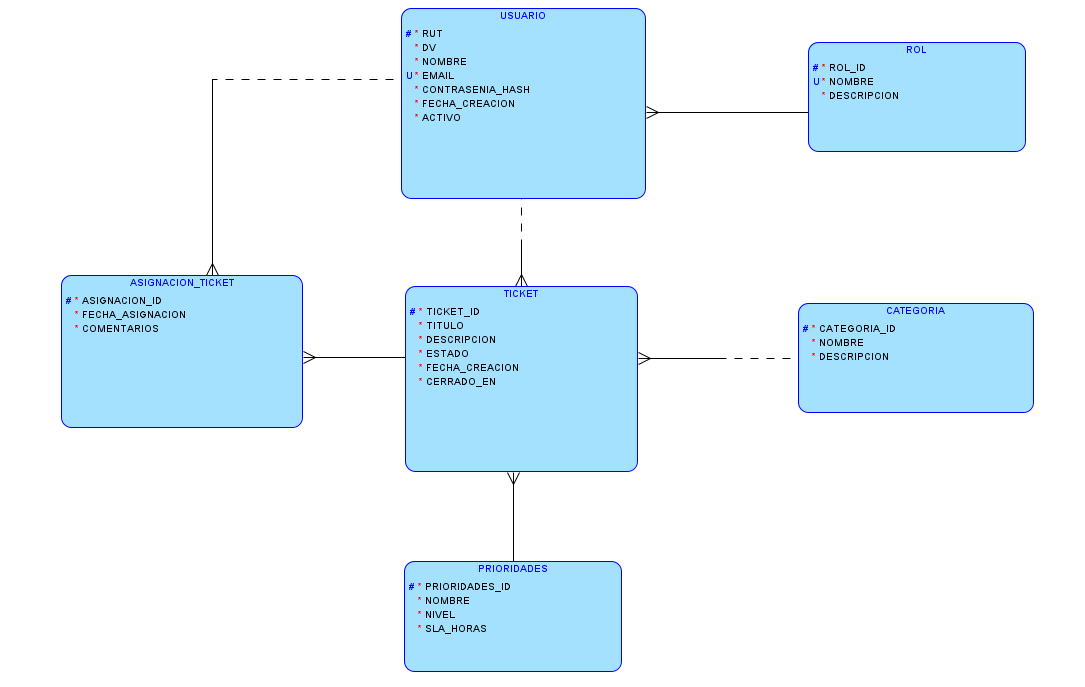 USUARIO
# * RUT
* DV
* NOMBRE
U * EMAIL
* CONTRASENIA_HASH
* FECHA_CREACION
* ACTIVO
ROL
# * ROL_ID
U * NOMBRE
* DESCRIPCION
ASIGNACION_TICKET
# * ASIGNACION_ID
* FECHA_ASIGNACION
* COMENTARIOS
TICKET
# * TICKET_ID
* TITULO
* DESCRIPCION
* ESTADO
* FECHA_CREACION
* CERRADO_EN
CATEGORIA
# * CATEGORIA_ID
* NOMBRE
* DESCRIPCION
PRIORIDADES
# * PRIORIDADES_ID
* NOMBRE
* NIVEL
* SLA_HORAS